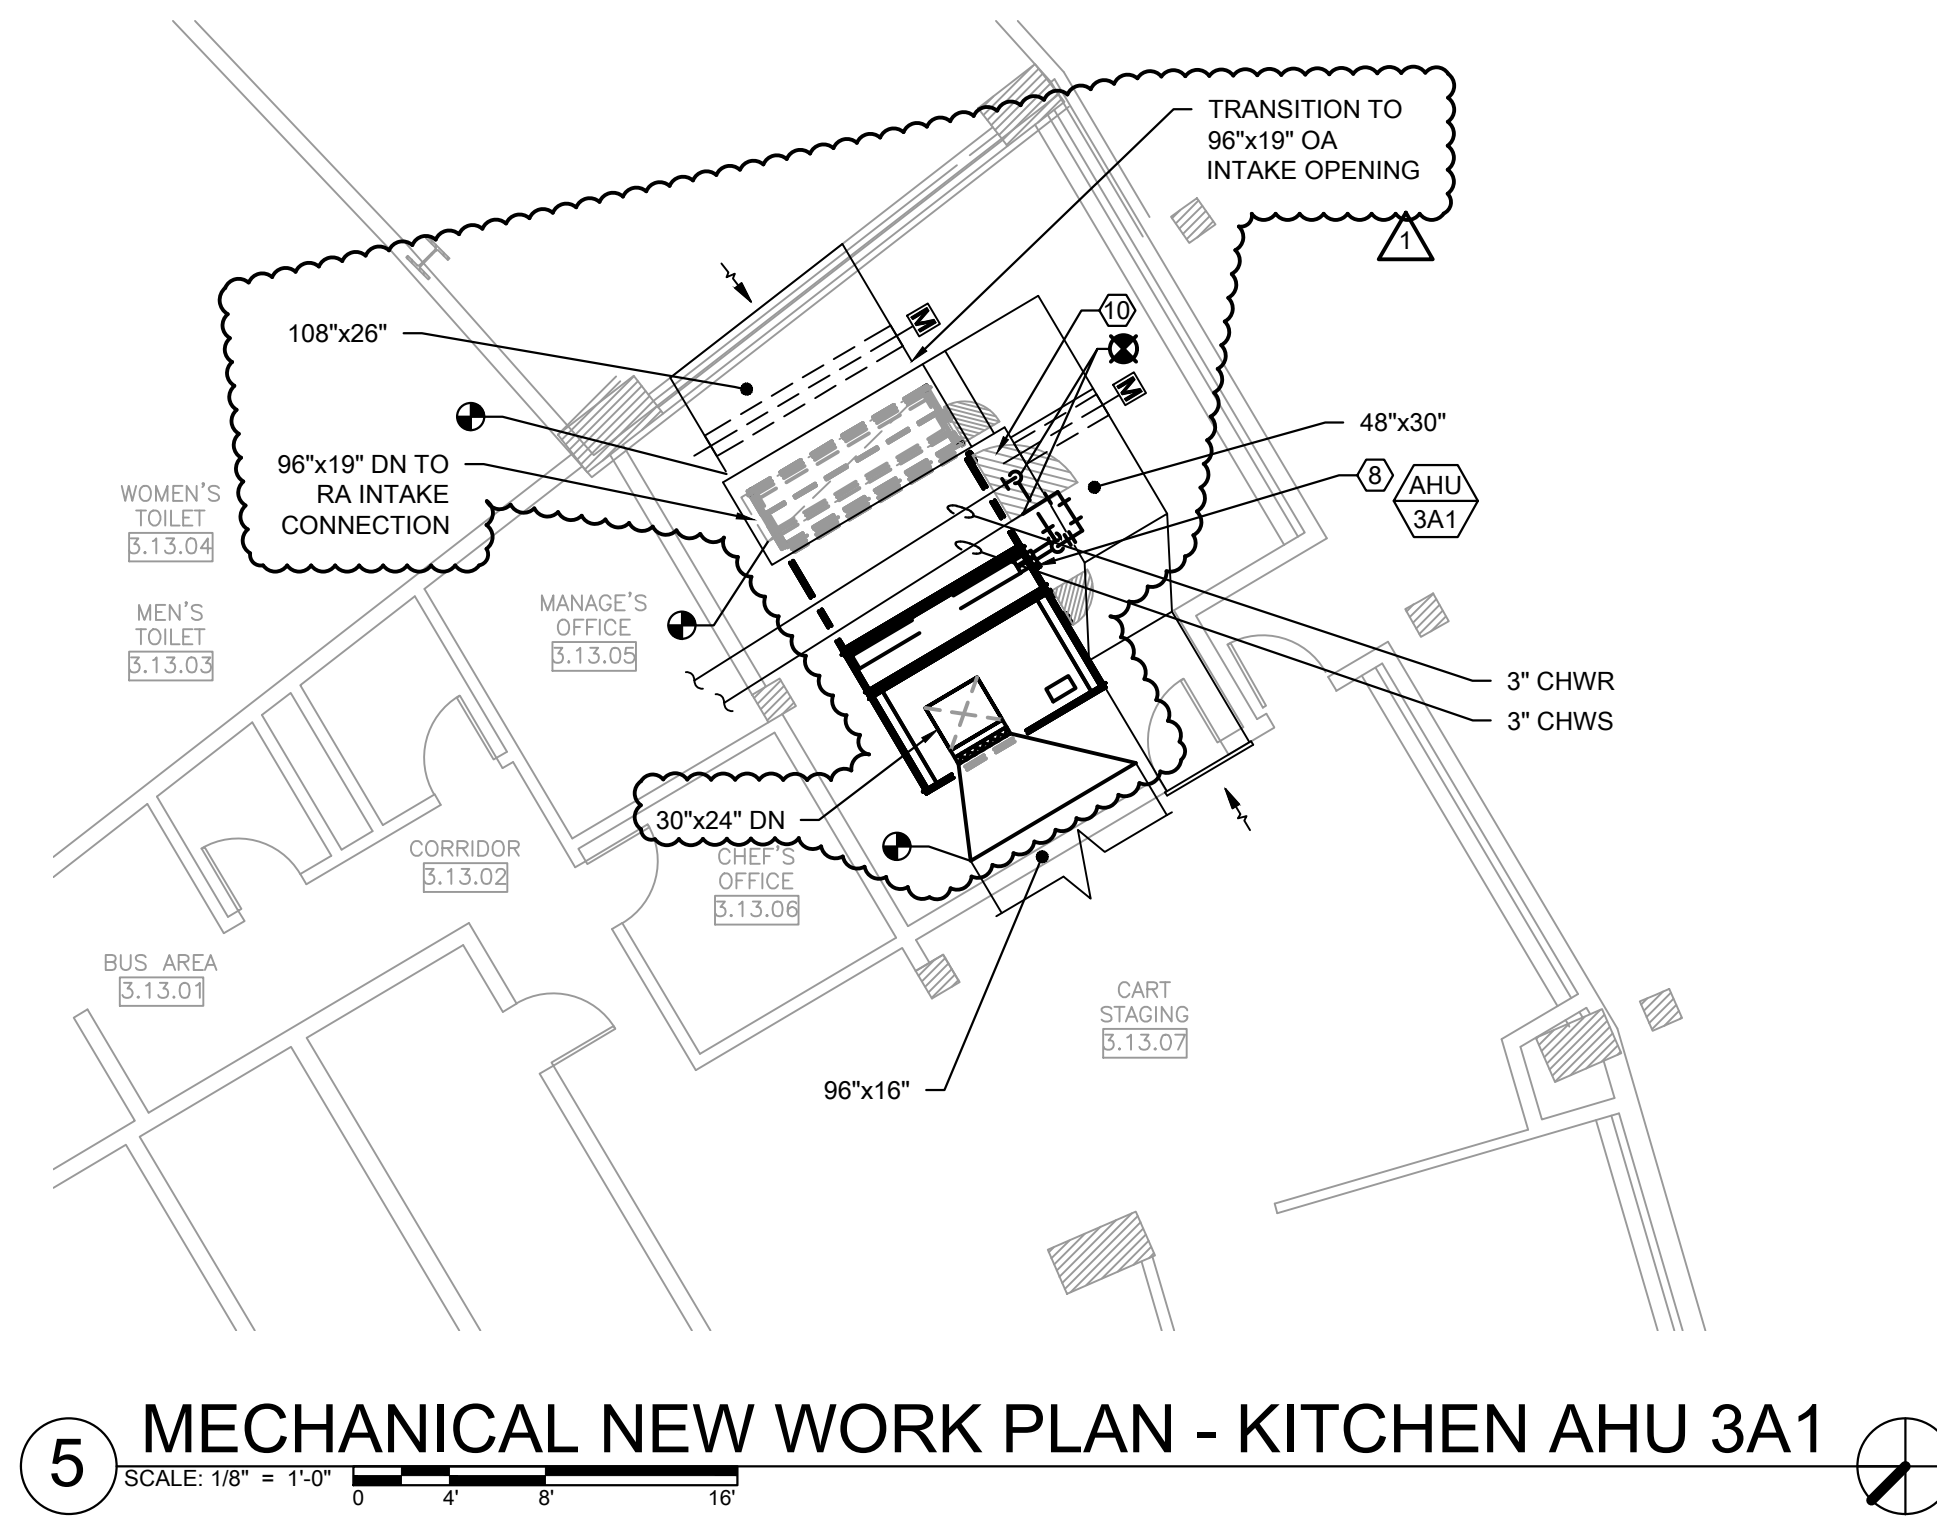 TRANSITION TO
96"x19" OA
INTAKE OPENING
1
108"x26"
M
10
M
48"x30"
96"x19" DN TO
RA INTAKE
CONNECTION
8
AHU
3A1
WOMEN'S
TOILET
3.13.04
MEN'S
TOILET
3.13.03
MANAGE'S
OFFICE
3.13.05
3" CHWR
3" CHWS
30"x24" DN
CORRIDOR
3.13.02
CHEF'S
OFFICE
3.13.06
BUS AREA
3.13.01
CART
STAGING
3.13.07
96"x16"
5
MECHANICAL NEW WORK PLAN - KITCHEN AHU 3A1
SCALE: 1/8" = 1'-0"
0 4' 8' 16'